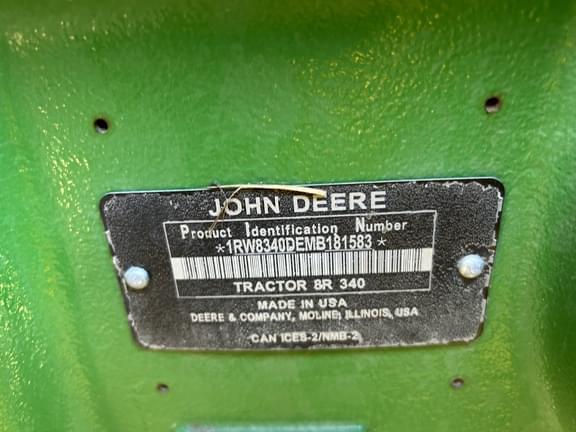 JOHN DEERE
Product Identification Number
*1RW8340DEMB181583*
TRACTOR 8R 340
MADE IN USA
DEERE & COMPANY, MOLINE, ILLINOIS, USA
CAN ICES-2/NMB-2